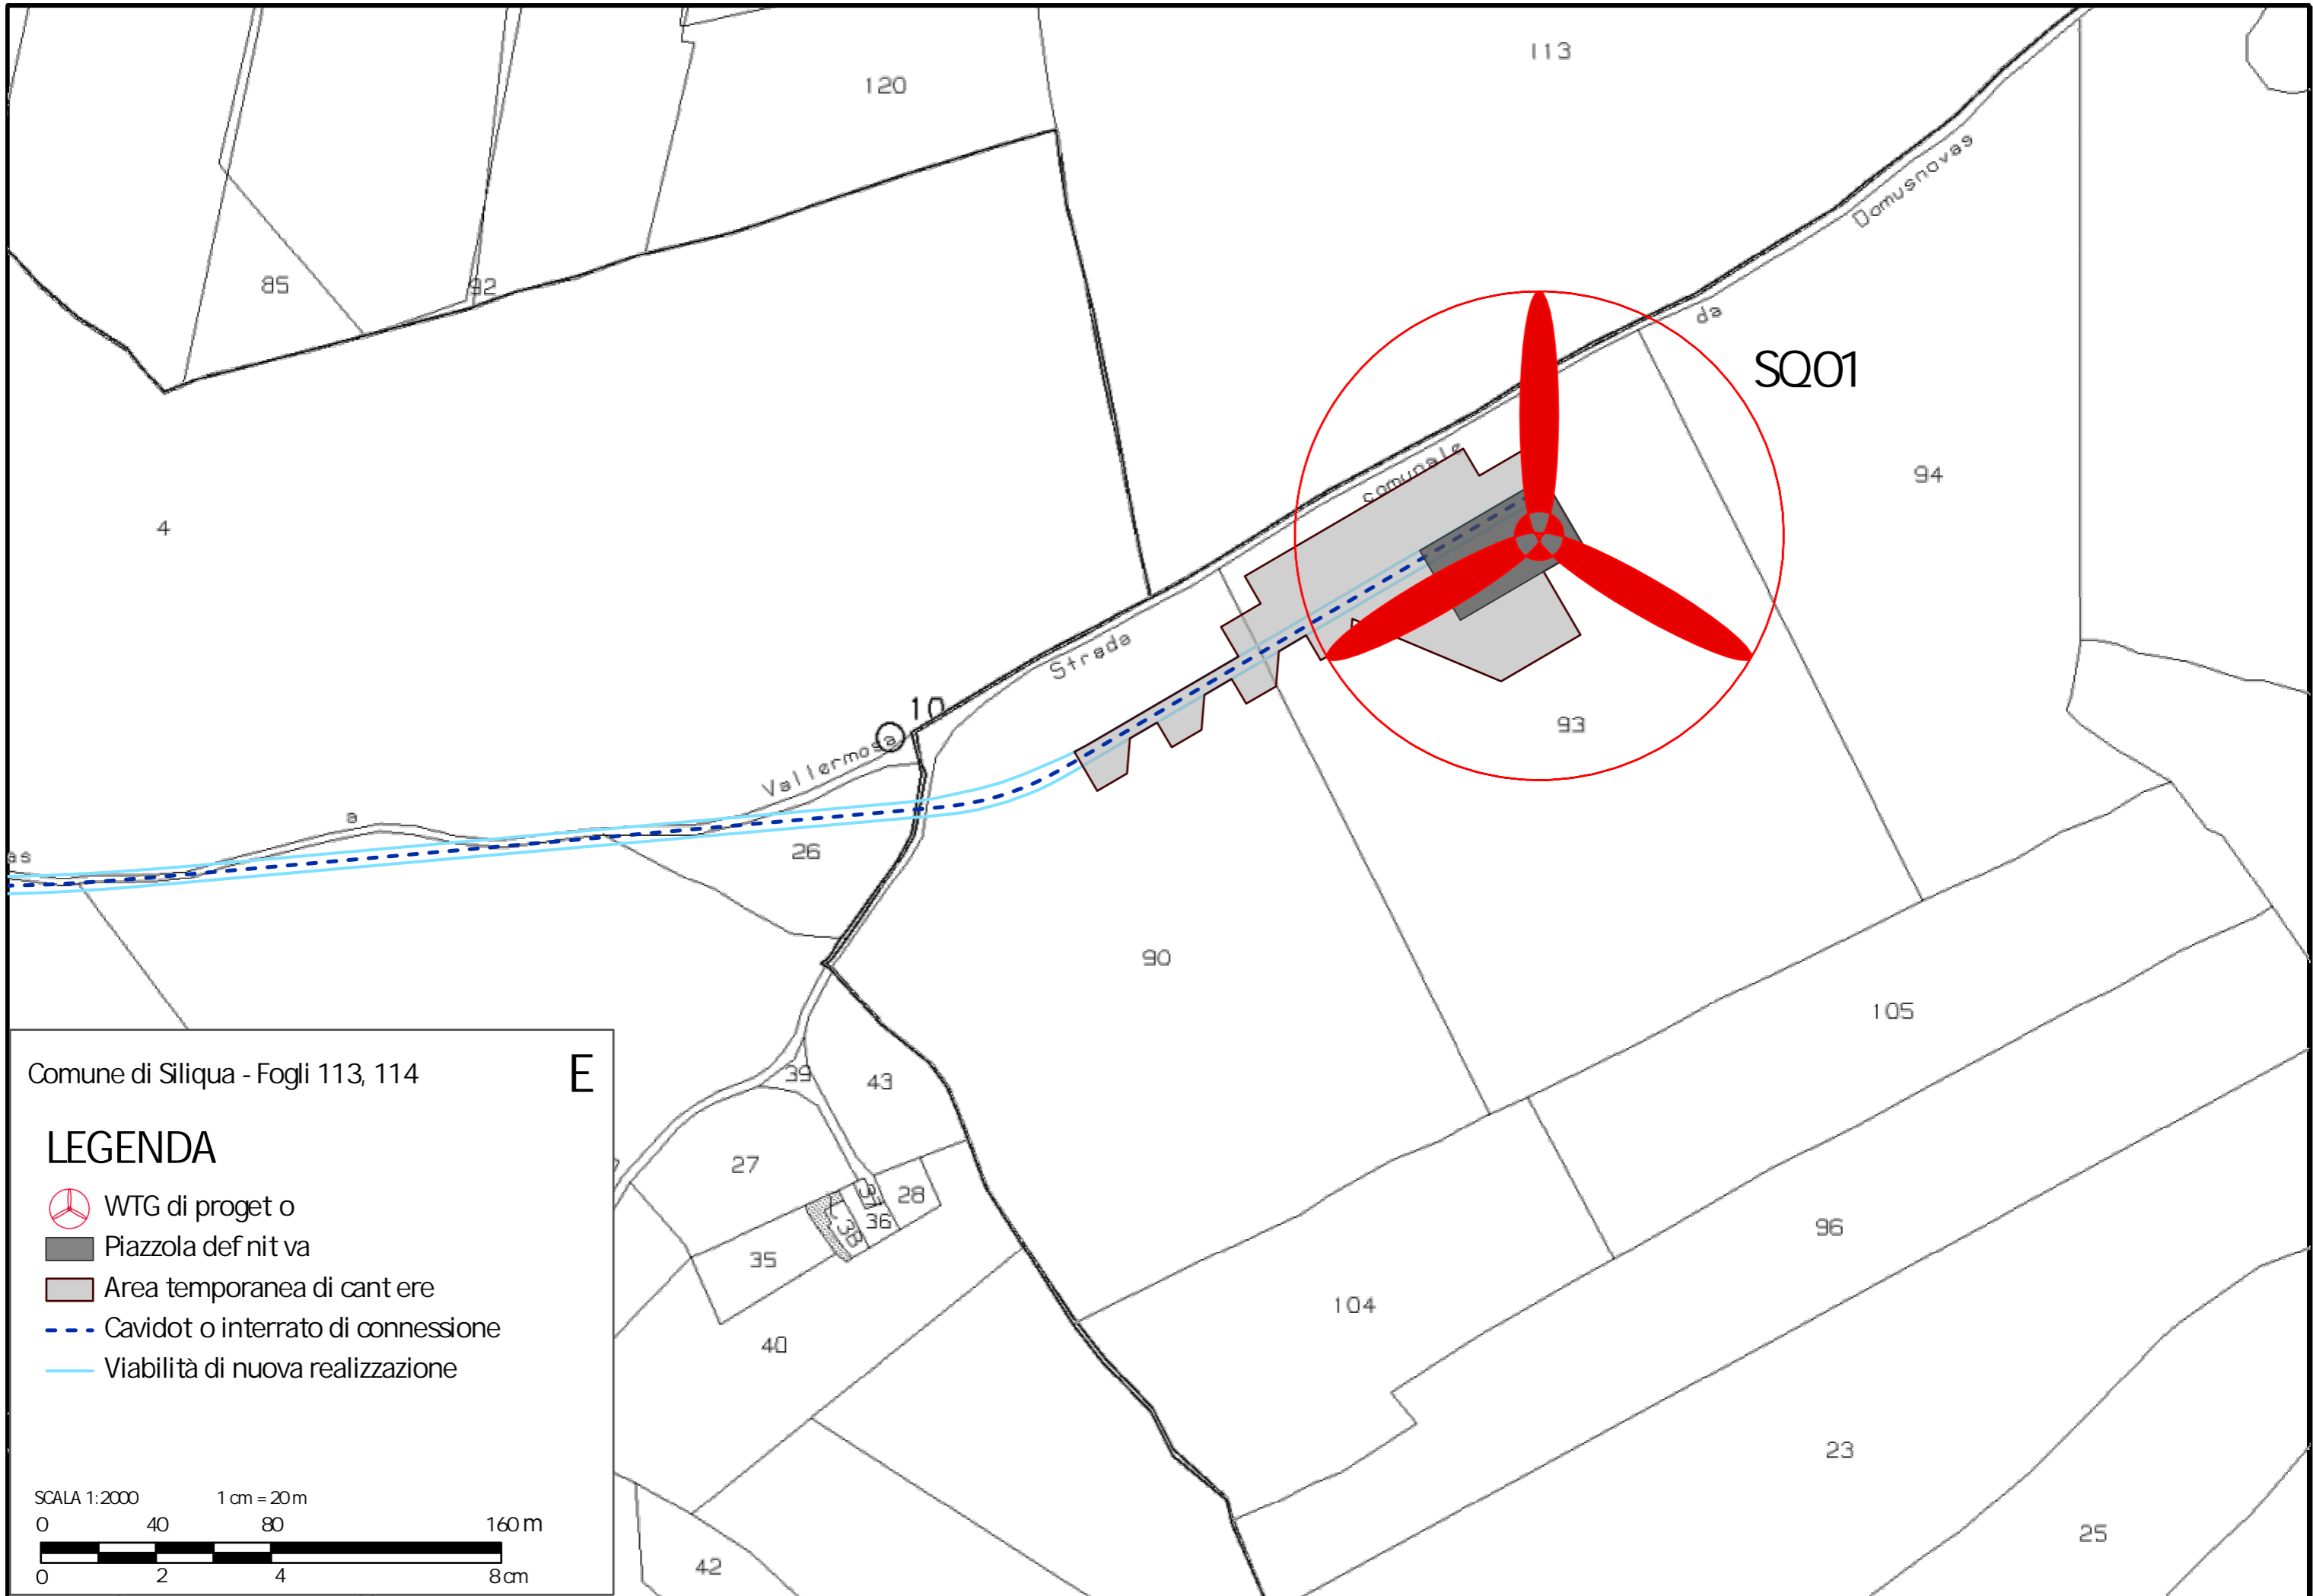 113
120
Domusnovas
85
92
da
SQ01
comunale
94
4
Strada
10
93
Vallermosa
a
26
as
90
105
Comune di Siliqua - Fogli 113, 114
E
39
43
LEGENDA
27
37
28
WTG di proget o
36
38
96
Piazzola def nit va
35
Area temporanea di cant ere
104
Cavidot o interrato di connessione
40
Viabilità di nuova realizzazione
23
SCALA 1:2000 1 cm = 20 m
0 40 80 160 m
25
0 2 4 8 cm
42